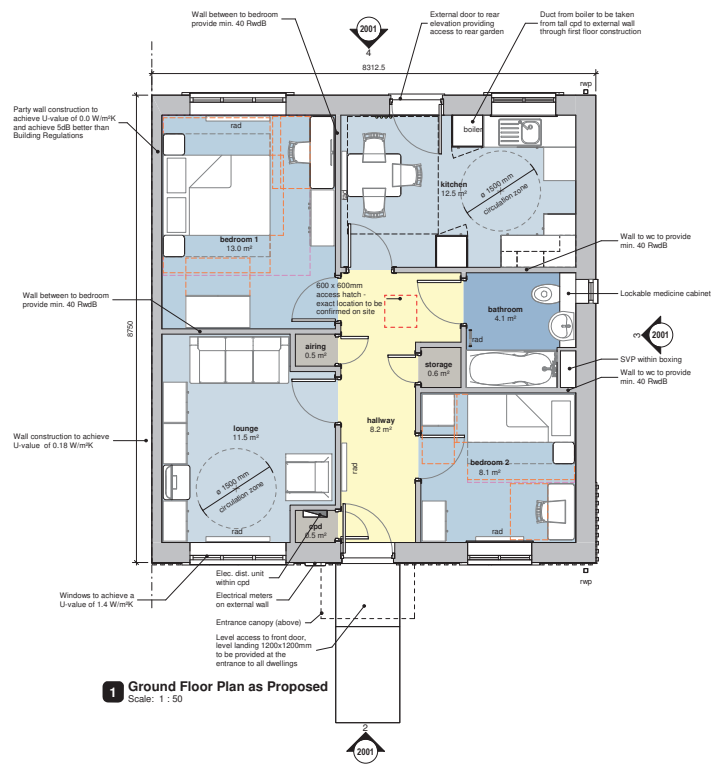 Wall between to bedroom
provide min. 40 RwdB
2001
4
External door to rear
elevation providing
access to rear garden
Duct from boiler to be taken
from tall cpd to external wall
through first floor construction
8312.5
rwp
Party wall construction to
achieve U-value of 0.0 W/m²K
and achieve 5dB better than
Building Regulations
rad
boiler
kitchen
12.5 m²
ø 1500 mm
circulation zone
bedroom 1
13.0 m²
Wall to wc to provide
min. 40 RwdB
600 x 600mm
access hatch -
exact location to be
confirmed on site
Lockable medicine cabinet
bathroom
4.1 m²
Wall between to bedroom
provide min. 40 RwdB
8750
rad
3
2001
airing
0.5 m²
storage
0.6 m²
SVP within boxing
Wall to wc to provide
min. 40 RwdB
lounge
11.5 m²
hallway
8.2 m²
Wall construction to achieve
U-value of 0.18 W/m²K
bedroom 2
8.1 m²
rad
ø 1500 mm
circulation zone
rad
cpd
0.5 m²
rad
Elec. dist. unit
within cpd
rwp
Windows to achieve a
U-value of 1.4 W/m²K
Electrical meters
on external wall
Entrance canopy (above)
Level access to front door,
level landing 1200x1200mm
to be provided at the
entrance to all dwellings
1 Ground Floor Plan as Proposed
Scale: 1 : 50
2
2001